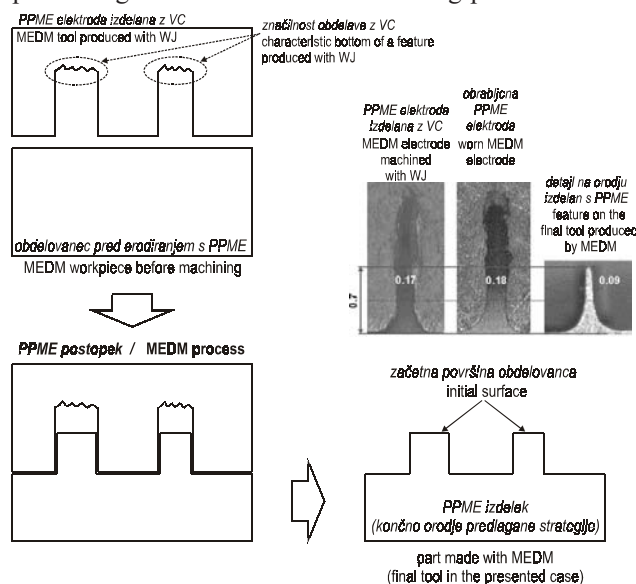 PPME elektroda izdelana z VC
MEDM tool produced with WJ
značilnost obdelave z VC
characteristic bottom of a feature
produced with WJ
PPME elektroda
izdelana z VC
MEDM electrode
machined
with WJ
obrabljena
PPME
elektroda
worn MEDM
electrode
detajl na orodju
izdelan s PPME
feature on the
final tool produced
by MEDM
0.7
0.17
0.18
0.09
obdelovanec pred erodiranjem s PPME
MEDM workpiece before machining
PPME postopek / MEDM process
začetna površina obdelovanca
initial surface
PPME izdelek
(končno orodje predlagane strategije)
part made with MEDM
(final tool in the presented case)